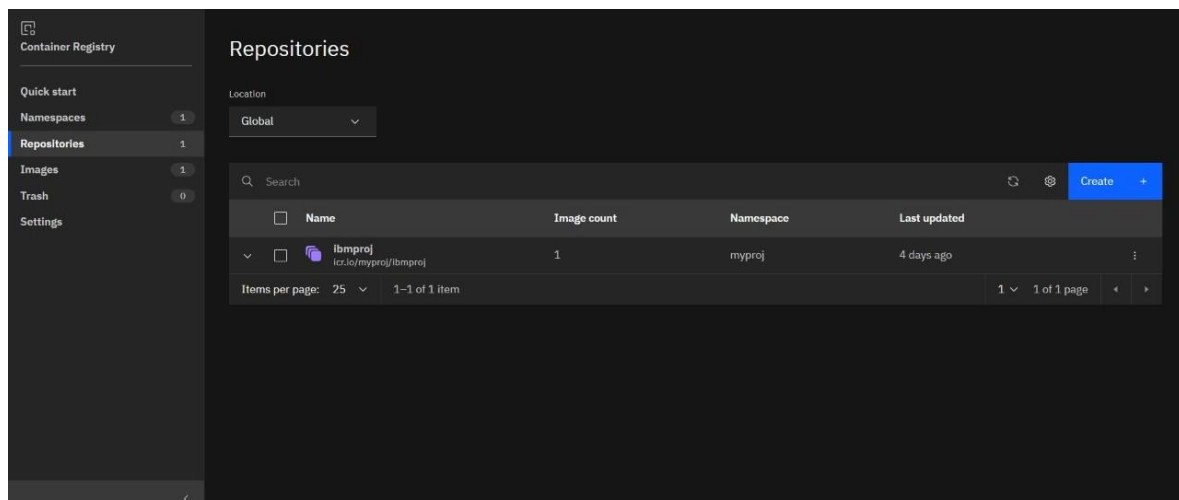 Container Registry
Quick start
Namespaces 1
Repositories 1
Images 1
Trash 0
Settings
Repositories
Location
Global
Search
Create +
Name Image count Namespace Last updated
ibmproj 1 myproj 4 days ago
icr.io/myproj/ibmproj
Items per page: 25 1–1 of 1 item 1 1 of 1 page